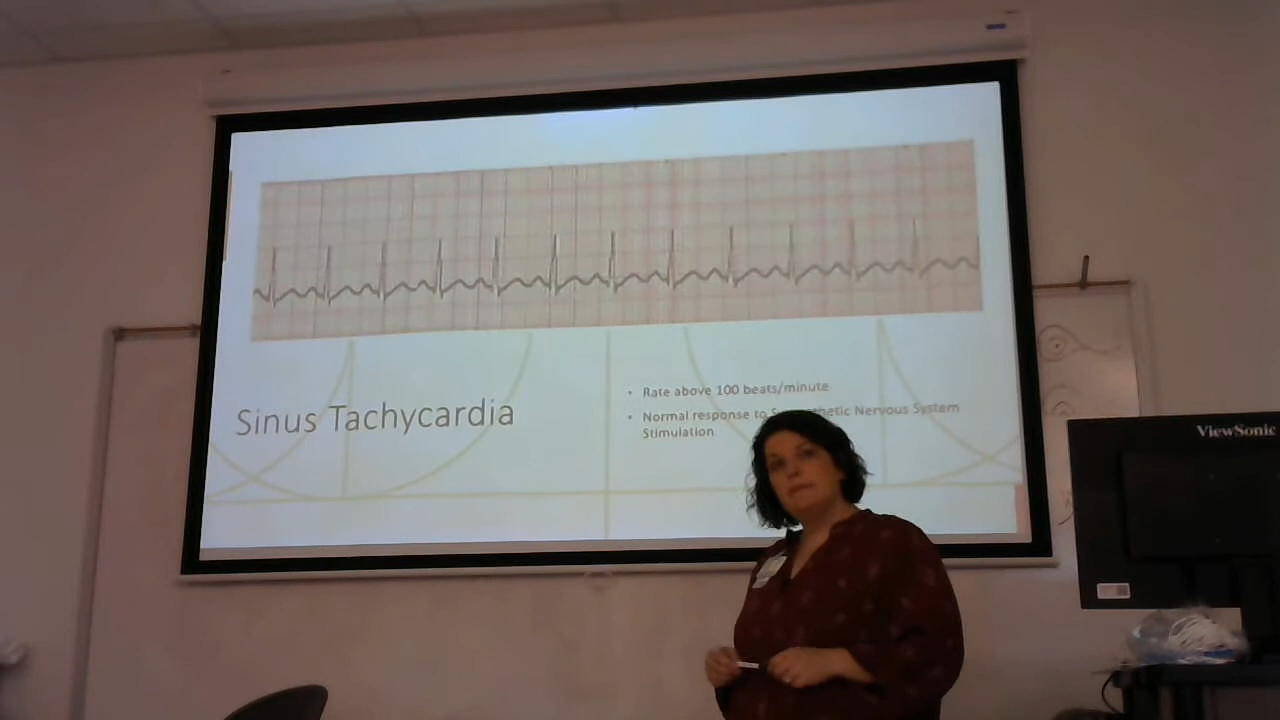 Sinus Tachycardia
• Rate above 100 beats/minute
• Normal response to Nervous System
Stimulation
ViewSonic